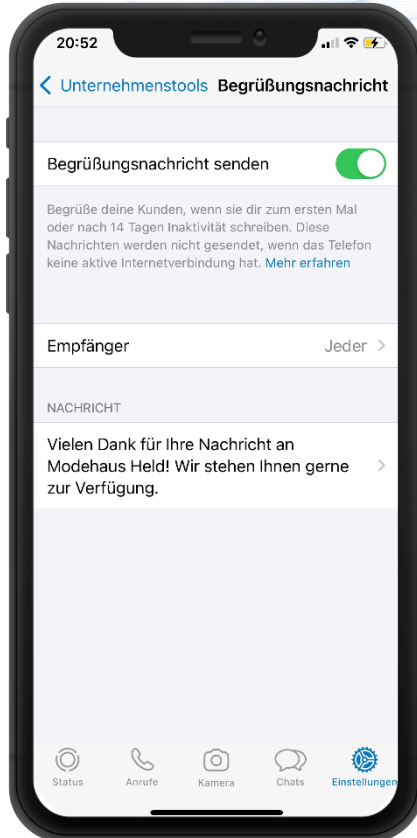 20:52
Unternehmenstools Begrüßungsnachricht
Begrüßungsnachricht senden
Begrüße deine Kunden, wenn sie dir zum ersten Mal
oder nach 14 Tagen Inaktivität schreiben. Diese
Nachrichten werden nicht gesendet, wenn das Telefon
keine aktive Internetverbindung hat. Mehr erfahren
Empfänger Jeder
NACHRICHT
Vielen Dank für Ihre Nachricht an
Modehaus Held! Wir stehen Ihnen gerne
zur Verfügung.
Status Anrufe Kamera Chats Einstellungen